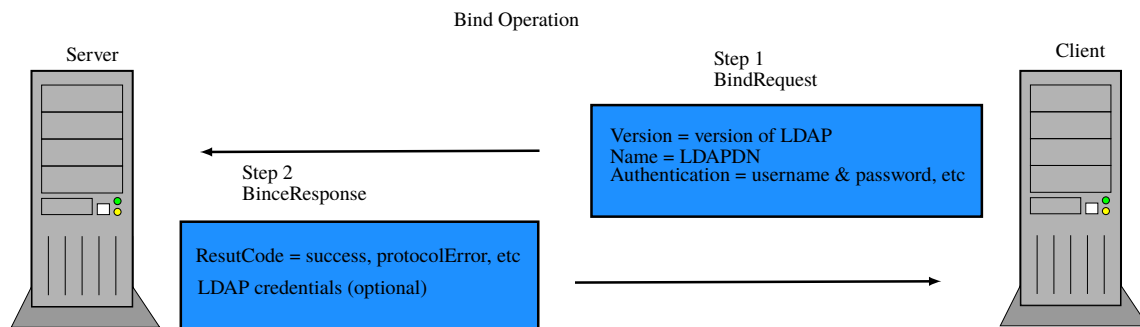 Bind Operation
Server
Client
Step 1
BindRequest
Version = version of LDAP
Name = LDAPDN
Authentication = username & password, etc
Step 2
BinceResponse
ResutCode = success, protocolError, etc
LDAP credentials (optional)